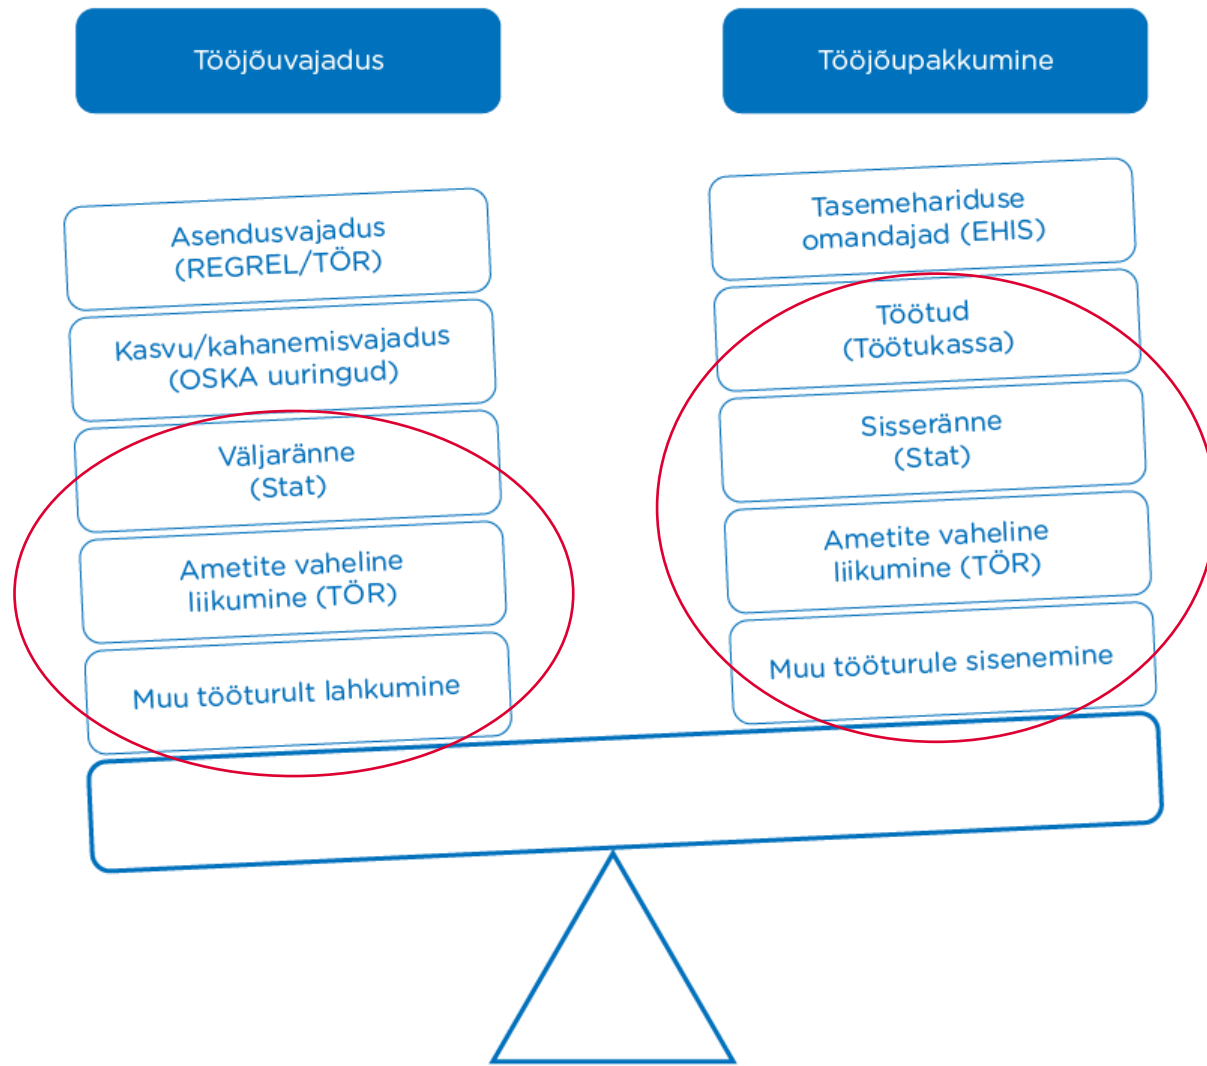 Tööjõuvajadus
Asendusvajadus
(REGREL/TÖR)
Kasvu/kahanemisvajadus
(OSKA uuringud)
Väljaränne
(Stat)
Ametite vaheline
liikumine (TÖR)
Muu tööturult lahkumine
Tööjõupakkumine
Tasemehariduse
omandajad (EHIS)
Töötud
(Töötukassa)
Sisseränne
(Stat)
Ametite vaheline
liikumine (TÖR)
Muu tööturule sisenemine